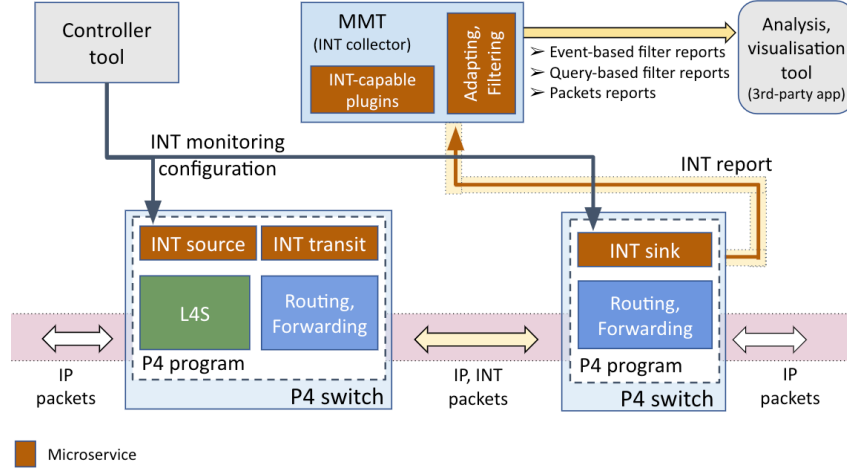 Controller
tool
MMT
(INT collector)
INT-capable
plugins
Adapting,
Filtering
➢ Event-based filter reports
➢ Query-based filter reports
➢ Packets reports
Analysis,
visualisation
tool
(3rd-party app)
INT monitoring
configuration
INT report
INT source
INT transit
L4S
Routing,
Forwarding
P4 program
P4 switch
INT sink
Routing,
Forwarding
P4 program
P4 switch
IP
packets
IP, INT
packets
IP
packets
Microservice